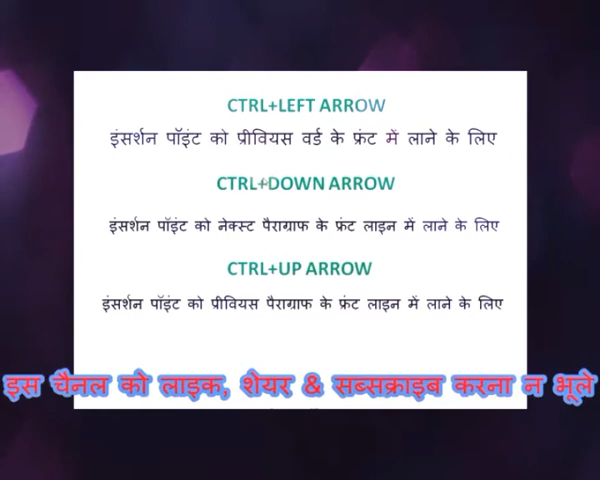 CTRL+LEFT ARROW
इंसर्शन पॉइंट को प्रीवियस वर्ड के फ्रंट में लाने के लिए
CTRL+DOWN ARROW
इंसर्शन पॉइंट को नेक्स्ट पैराग्राफ के फ्रंट लाइन में लाने के लिए
CTRL+UP ARROW
इंसर्शन पॉइंट को प्रीवियस पैराग्राफ के फ्रंट लाइन में लाने के लिए
इस चैनल को लाइक, शेयर & सब्सक्राइब करना न भूले